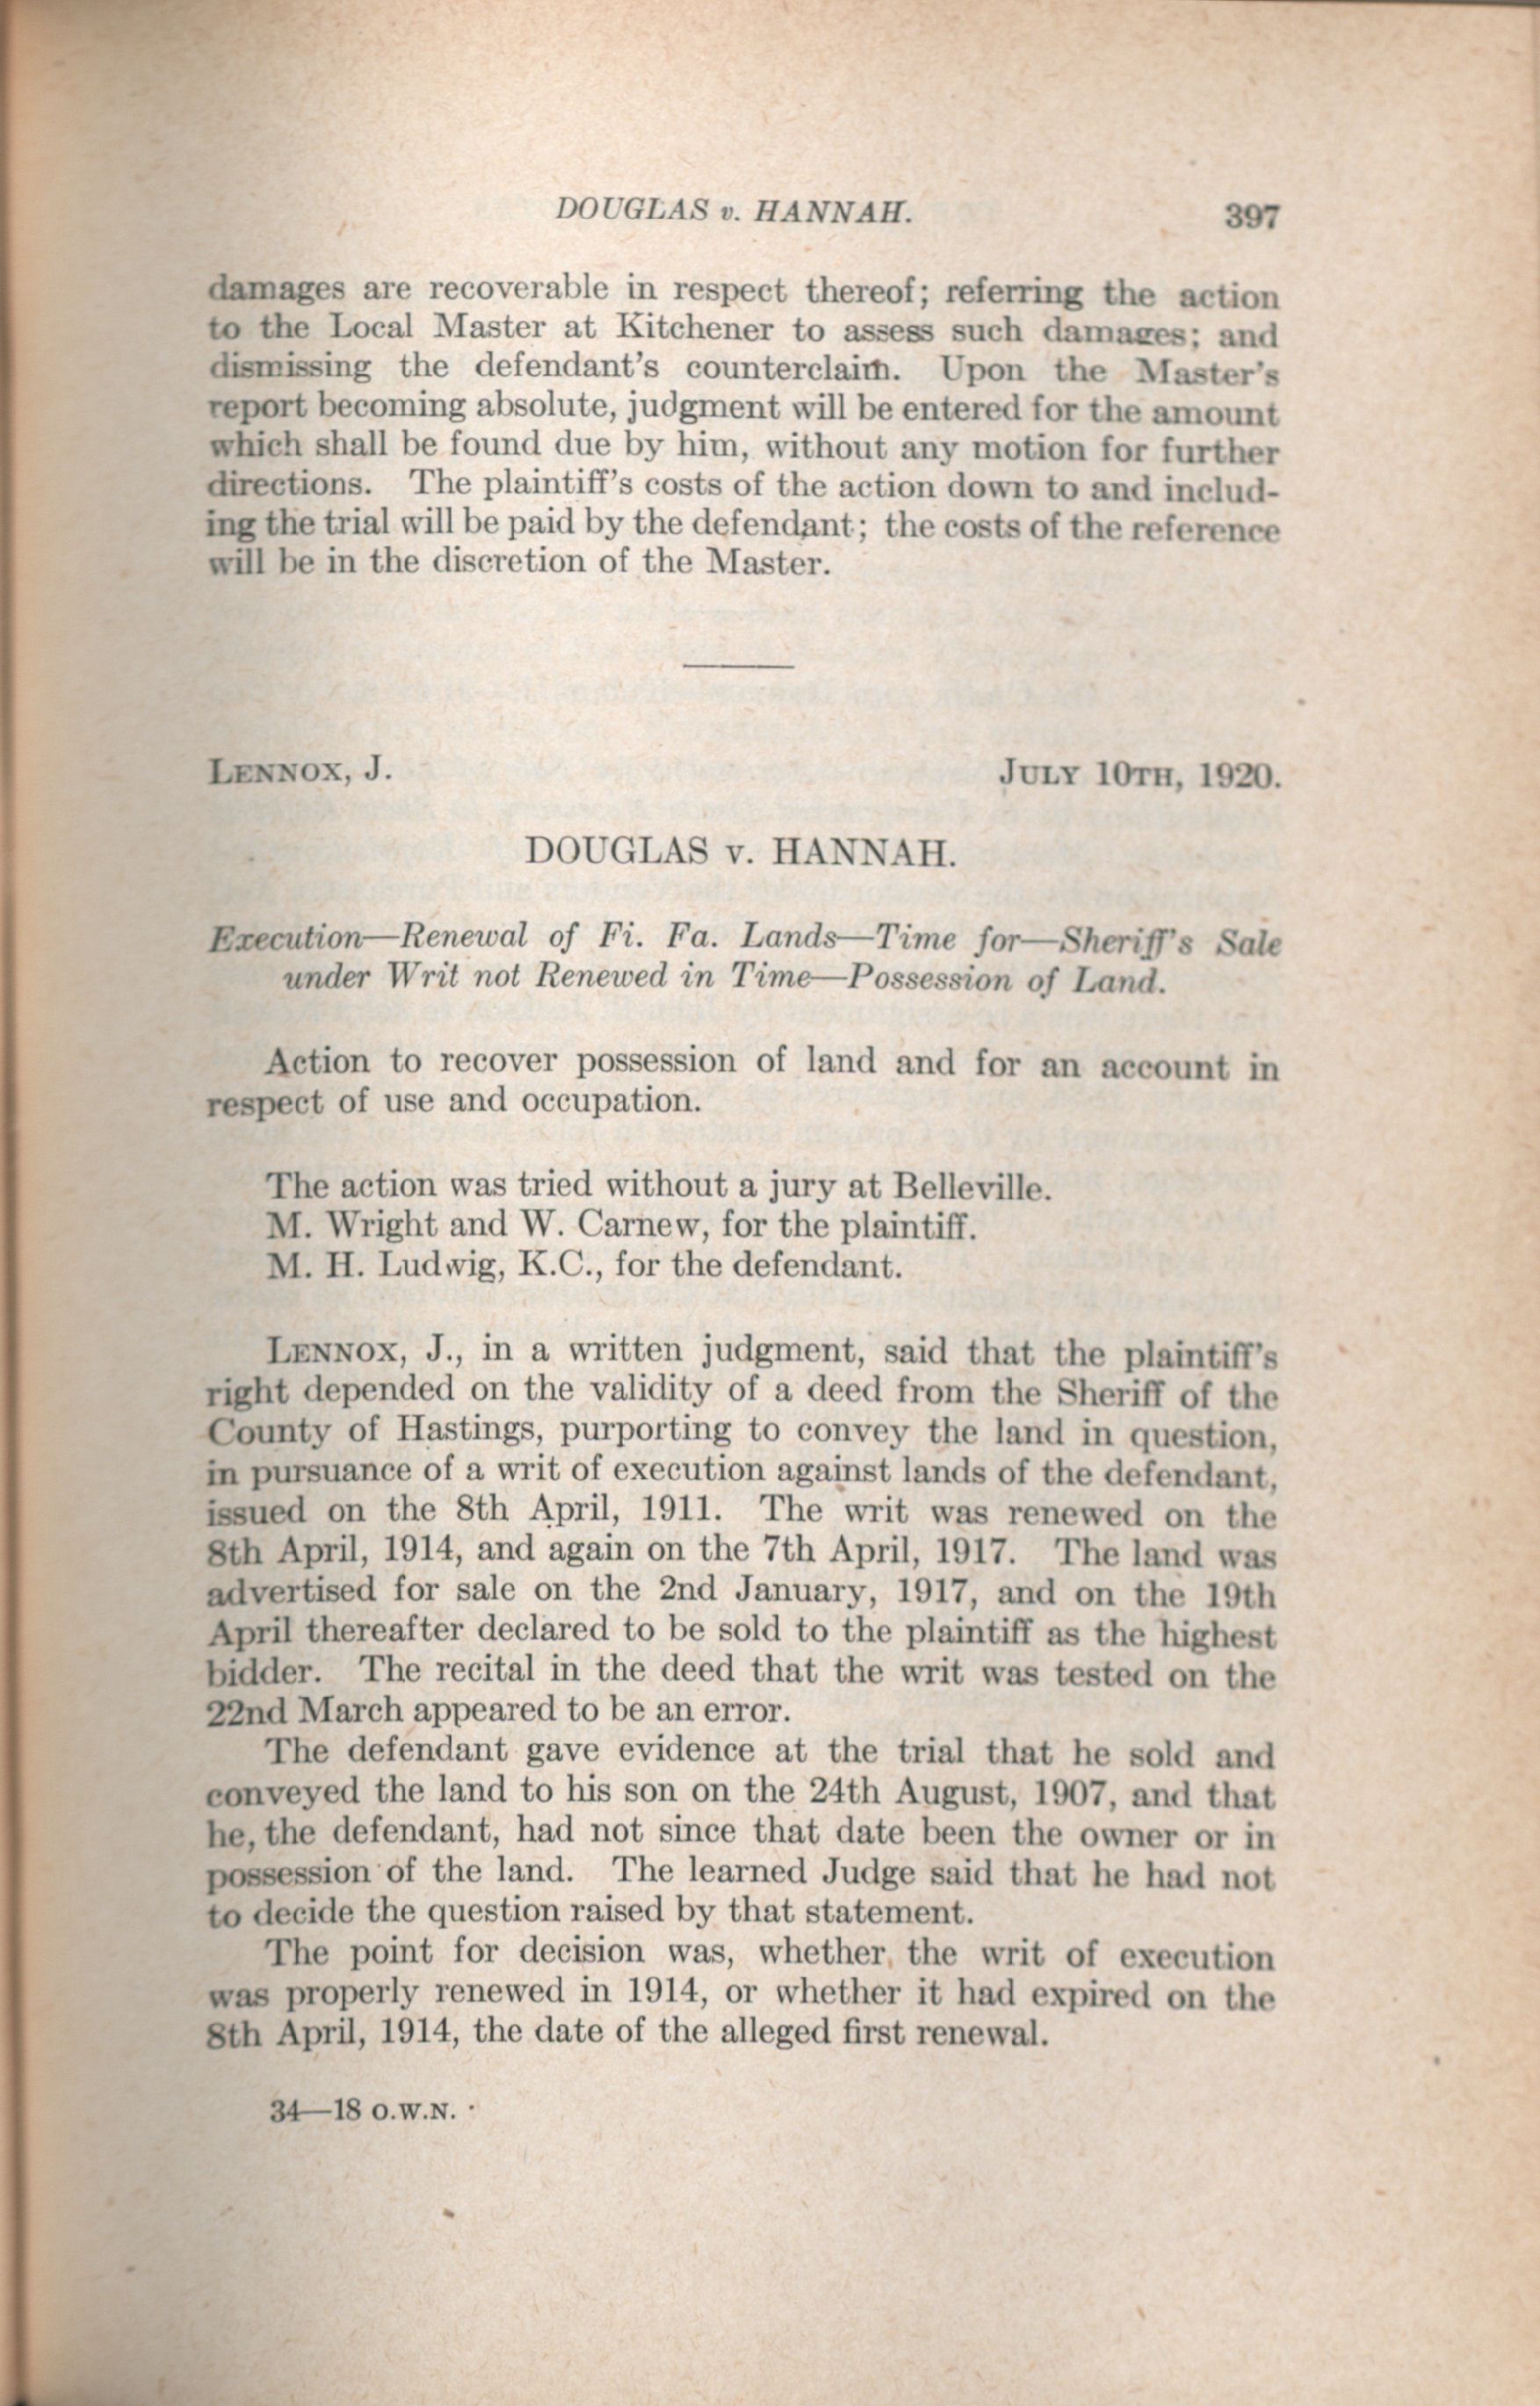 DOUGLAS v. HANNAH. 397
damages are recoverable in respect thereof; referring the action
to the Local Master at Kitchener to assess such damages; and
dismissing the defendant's counterclaim. Upon the Master's
report becoming absolute, judgment will be entered for the amount
which shall be found due by him, without any motion for further
directions. The plaintiff's costs of the action down to and includ-
ing the trial will be paid by the defendant; the costs of the reference
will be in the discretion of the Master.
LENNOX, J. JULY 10TH, 1920.
DOUGLAS v. HANNAH.
Execution—Renewal of Fi. Fa. Lands—Time for—Sheriff's Sale
under Writ not Renewed in Time—Possession of Land.
Action to recover possession of land and for an account in
respect of use and occupation.
The action was tried without a jury at Belleville.
M. Wright and W. Carnew, for the plaintiff.
M. H. Ludwig, K.C., for the defendant.
LENNOX, J., in a written judgment, said that the plaintiff's
right depended on the validity of a deed from the Sheriff of the
County of Hastings, purporting to convey the land in question,
in pursuance of a writ of execution against lands of the defendant,
issued on the 8th April, 1911. The writ was renewed on the
8th April, 1914, and again on the 7th April, 1917. The land was
advertised for sale on the 2nd January, 1917, and on the 19th
April thereafter declared to be sold to the plaintiff as the highest
bidder. The recital in the deed that the writ was tested on the
22nd March appeared to be an error.
The defendant gave evidence at the trial that he sold and
conveyed the land to his son on the 24th August, 1907, and that
he, the defendant, had not since that date been the owner or in
possession of the land. The learned Judge said that he had not
to decide the question raised by that statement.
The point for decision was, whether the writ of execution
was properly renewed in 1914, or whether it had expired on the
8th April, 1914, the date of the alleged first renewal.
34—18 O.W.N.